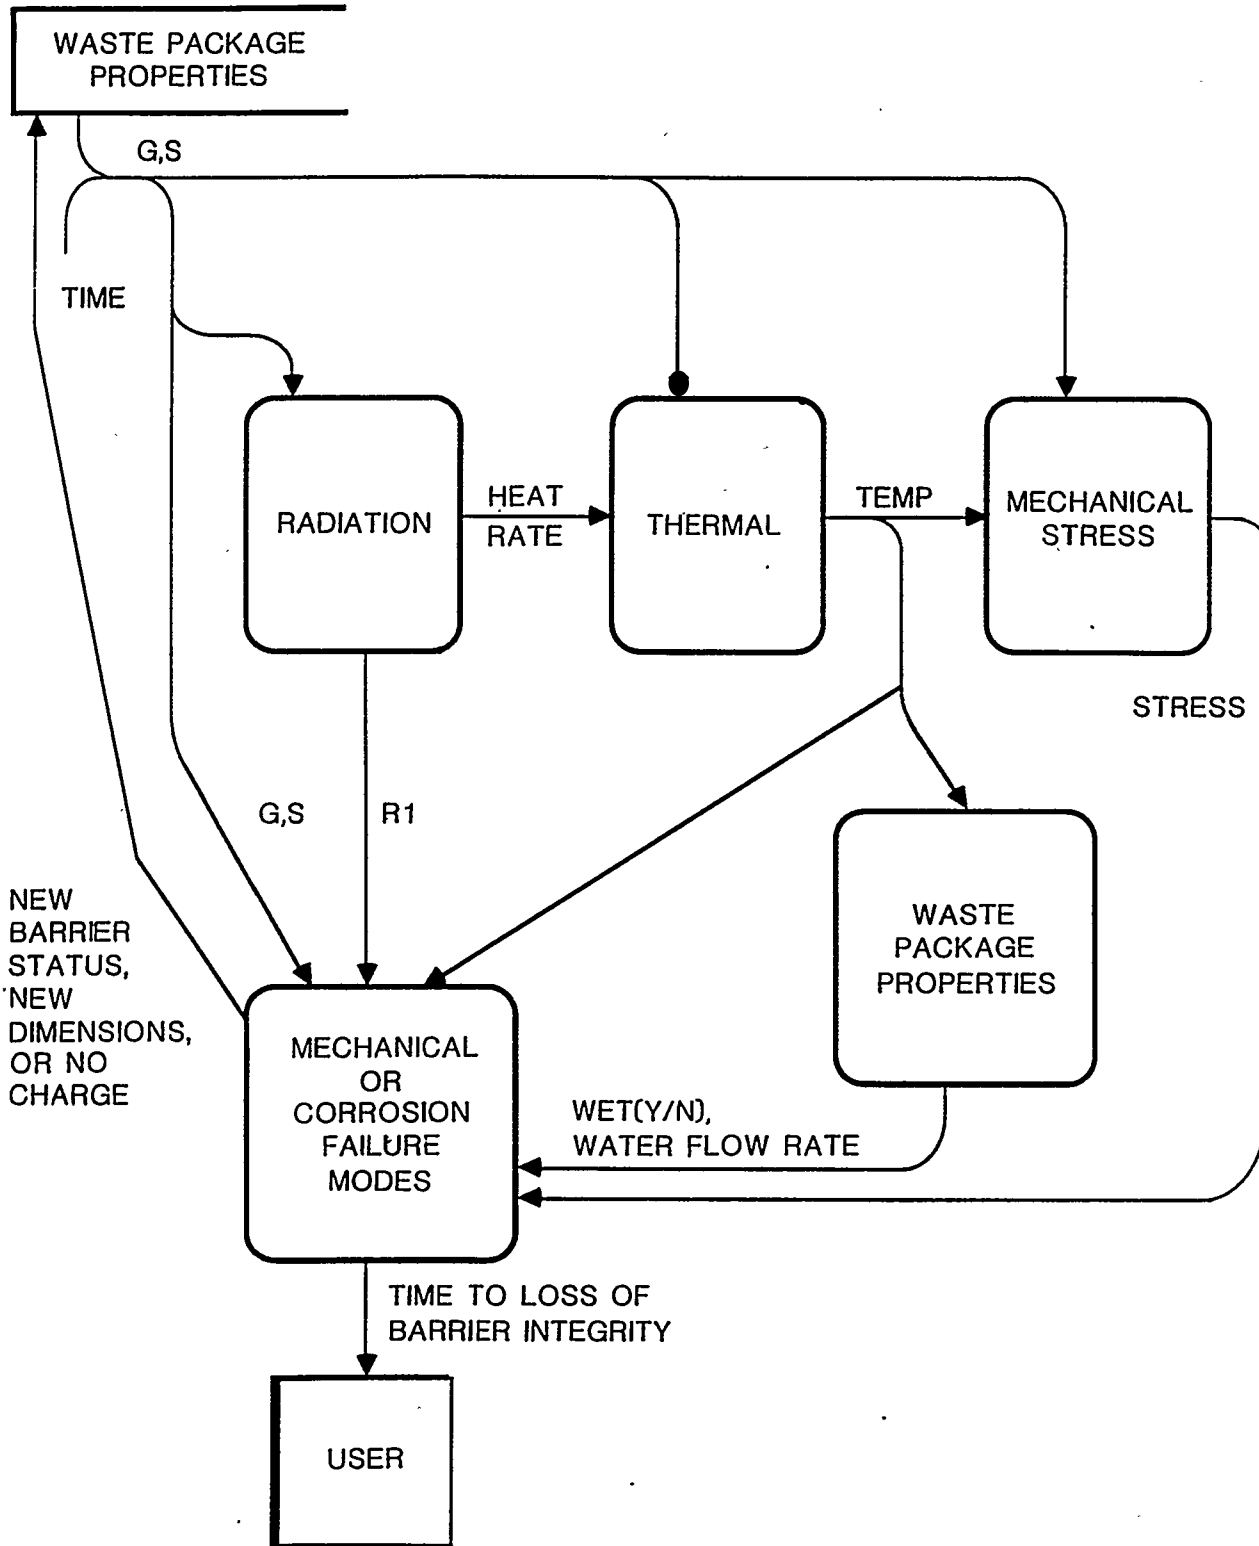 WASTE PACKAGE
PROPERTIES
G,S
TIME
RADIATION
HEAT
RATE
THERMAL
TEMP
MECHANICAL
STRESS
STRESS
G,S
R1
NEW
BARRIER
STATUS,
NEW
DIMENSIONS,
OR NO
CHARGE
WASTE
PACKAGE
PROPERTIES
MECHANICAL
OR
CORROSION
FAILURE
MODES
WET(Y/N),
WATER FLOW RATE
TIME TO LOSS OF
BARRIER INTEGRITY
USER